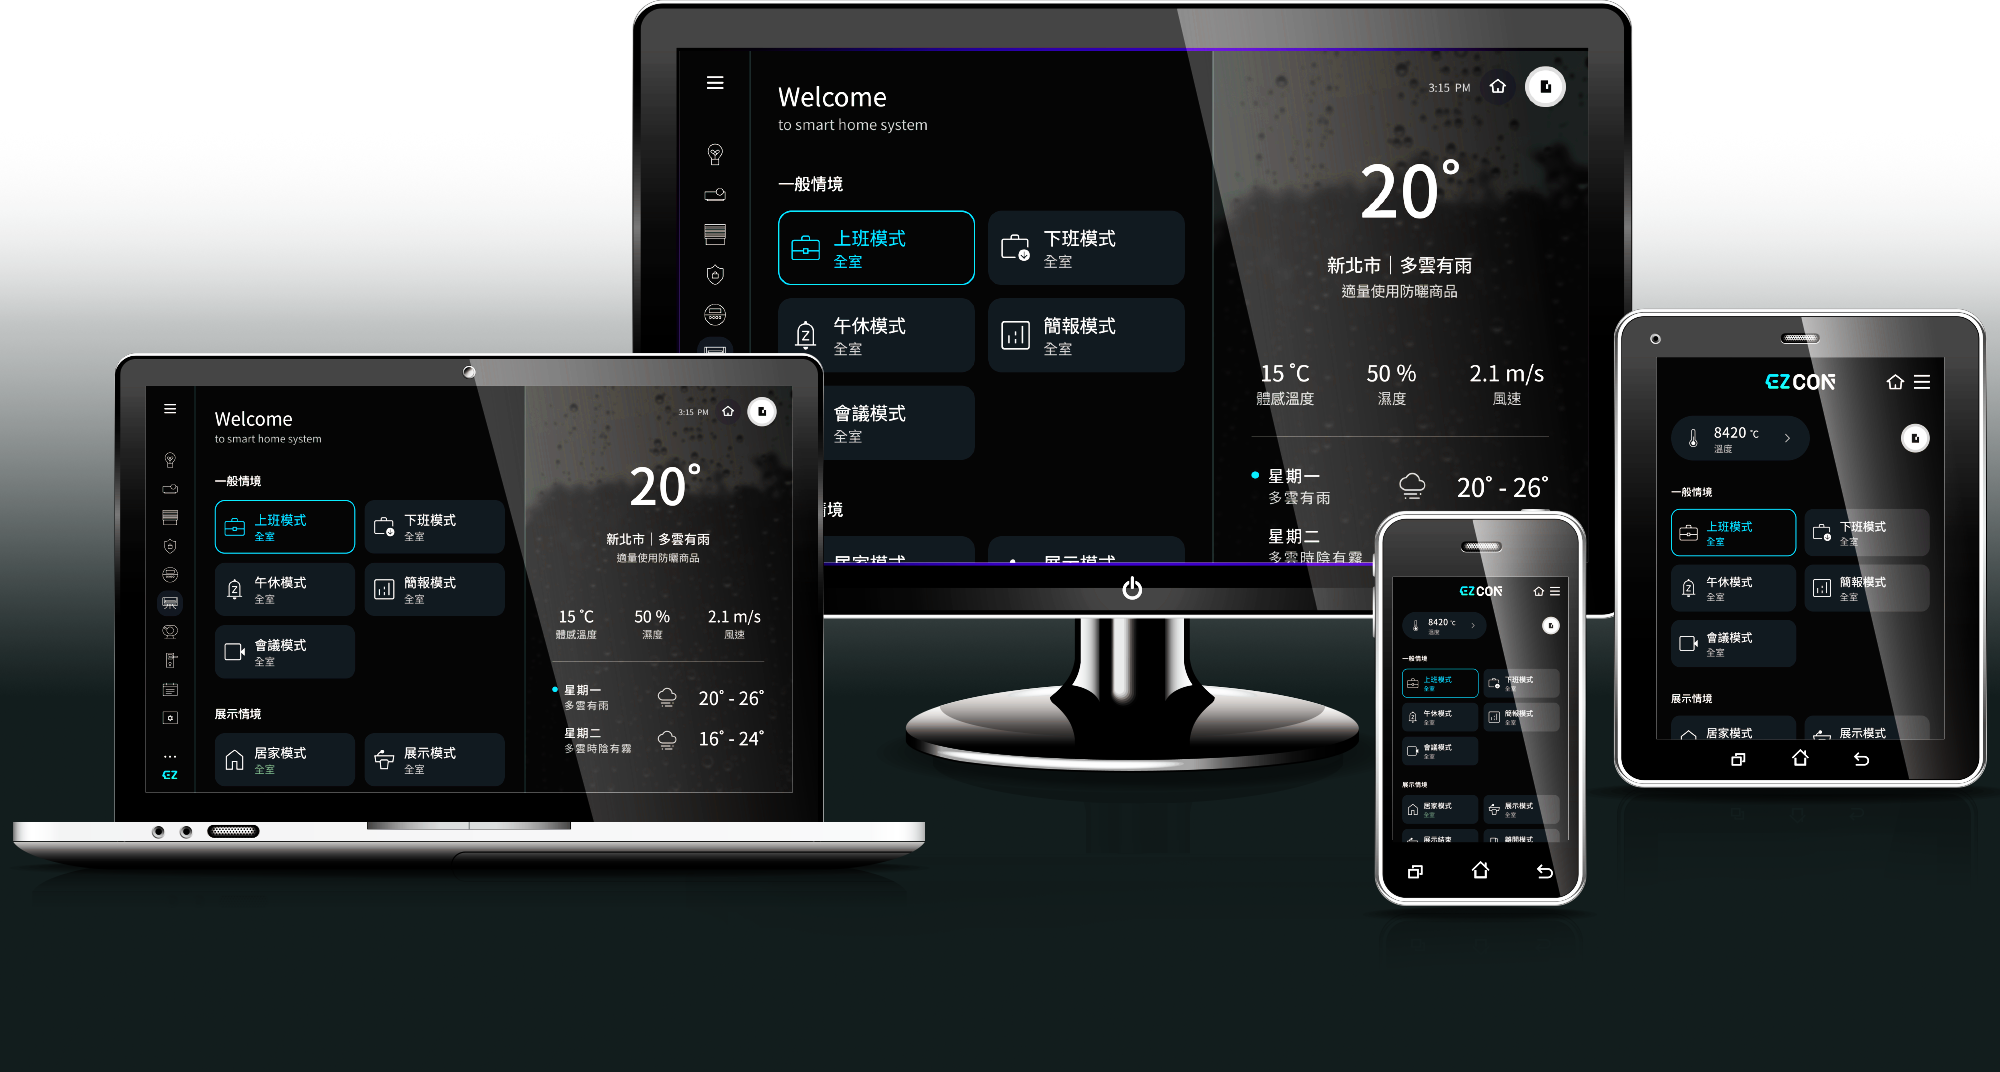 Welcome
to smart home system
一般情境
上班模式
全室
下班模式
全室
午休模式
全室
簡報模式
全室
會議模式
全室
情境
居家模式
展示模式
3:15 PM
20°
新北市｜多雲有雨
適量使用防曬商品
15 °C
體感溫度
50 %
濕度
2.1 m/s
風速
星期一
多雲有雨
20° - 26°
星期二
多雲時陰有霧
Welcome
to smart home system
一般情境
上班模式
全室
下班模式
全室
午休模式
全室
簡報模式
全室
會議模式
全室
展示情境
居家模式
全室
展示模式
全室
EZ
3:15 PM
20°
新北市｜多雲有雨
適量使用防曬商品
15 °C
體感溫度
50 %
濕度
2.1 m/s
風速
星期一
多雲有雨
20° - 26°
星期二
多雲時陰有霧
16° - 24°
EZCON
8420 °C
溫度
一般情境
上班模式
全室
下班模式
全室
午休模式
全室
簡報模式
全室
會議模式
全室
展示情境
居家模式
全室
展示模式
全室
展示結束
離開模式
EZCON
8420 °C
溫度
一般情境
上班模式
全室
下班模式
全室
午休模式
全室
簡報模式
全室
會議模式
全室
展示情境
居家模式
展示模式